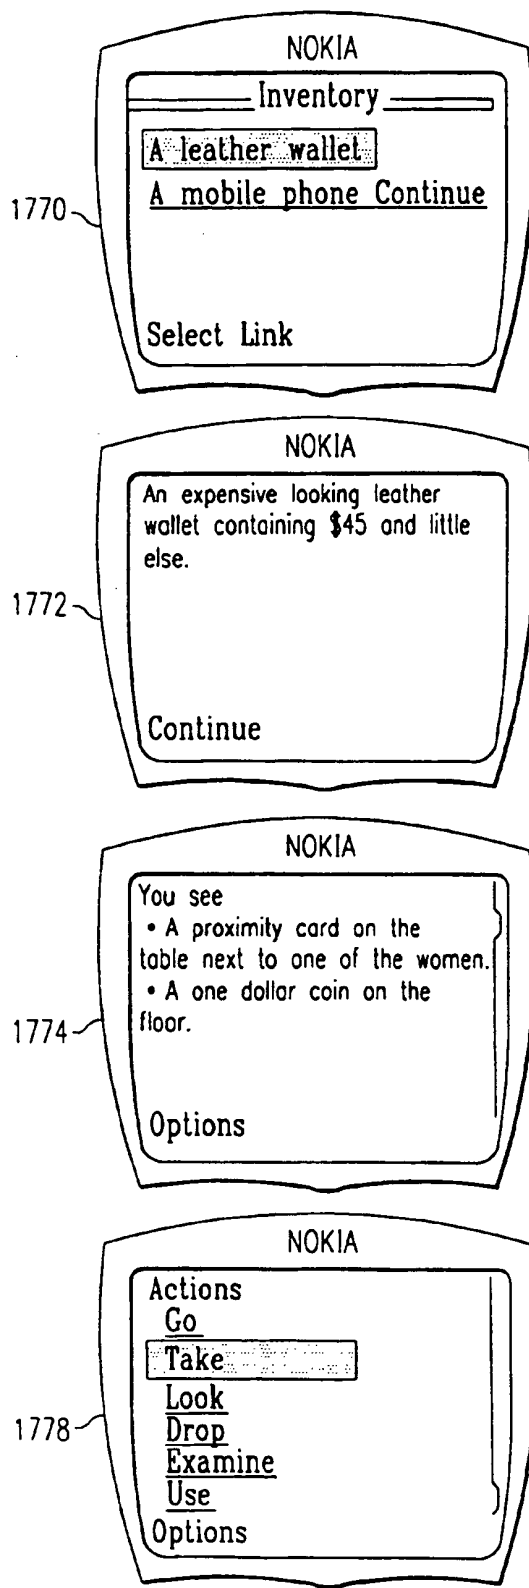 NOKIA
Inventory
A leather wallet
A mobile phone Continue
1770
Select Link
NOKIA
An expensive looking leather
wallet containing $45 and little
else.
1772
Continue
NOKIA
You see
• A proximity card on the
table next to one of the women.
• A one dollar coin on the
floor.
1774
Options
NOKIA
Actions
Go
Take
Look
Drop
Examine
1778
Use
Options